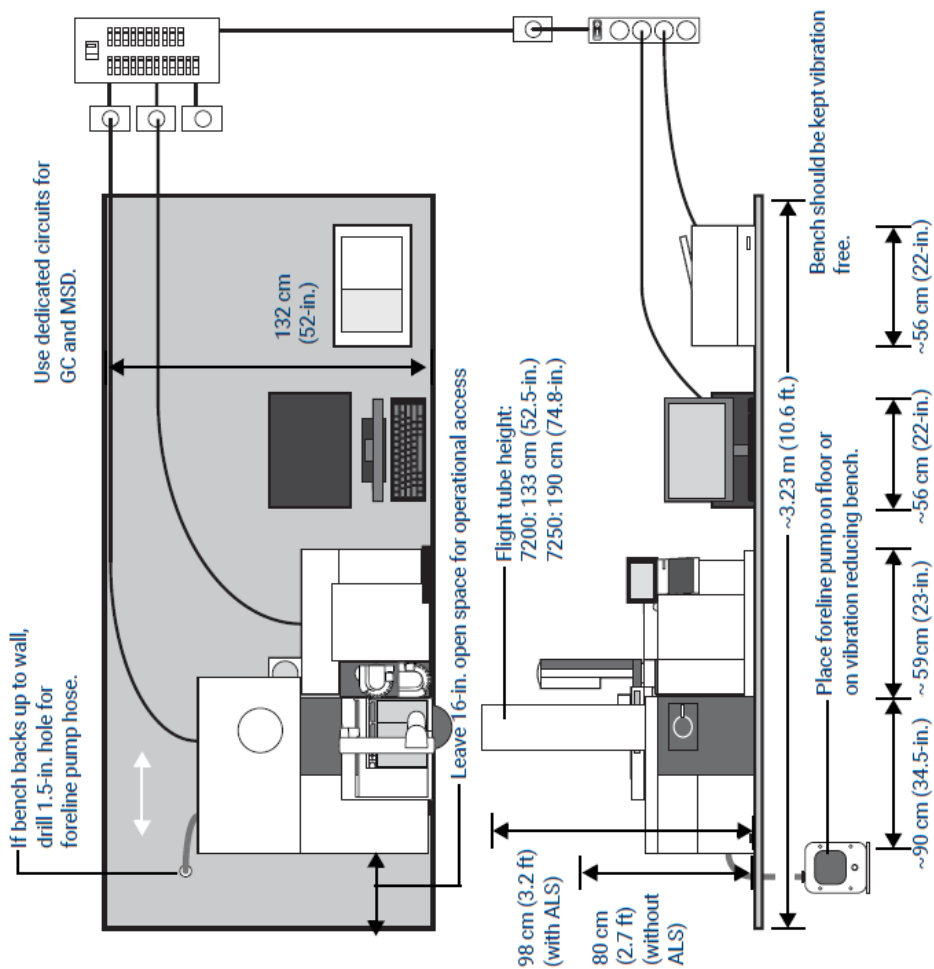 If bench backs up to wall,
drill 1.5-in. hole for
foreline pump hose.
Use dedicated circuits for
GC and MSD.
132 cm
(52-in.)
Leave 16-in. open space for operational access
Flight tube height:
7200: 133 cm (52.5-in.)
7250: 190 cm (74.8-in.)
98 cm (3.2 ft)
(with ALS)
80 cm
(2.7 ft)
(without
ALS)
~3.23 m (10.6 ft.)
Bench should be kept vibration
free.
Place foreline pump on floor or
on vibration reducing bench.
~90 cm (34.5-in.)
~ 59 cm (23-in.)
~56 cm (22-in.)
~56 cm (22-in.)